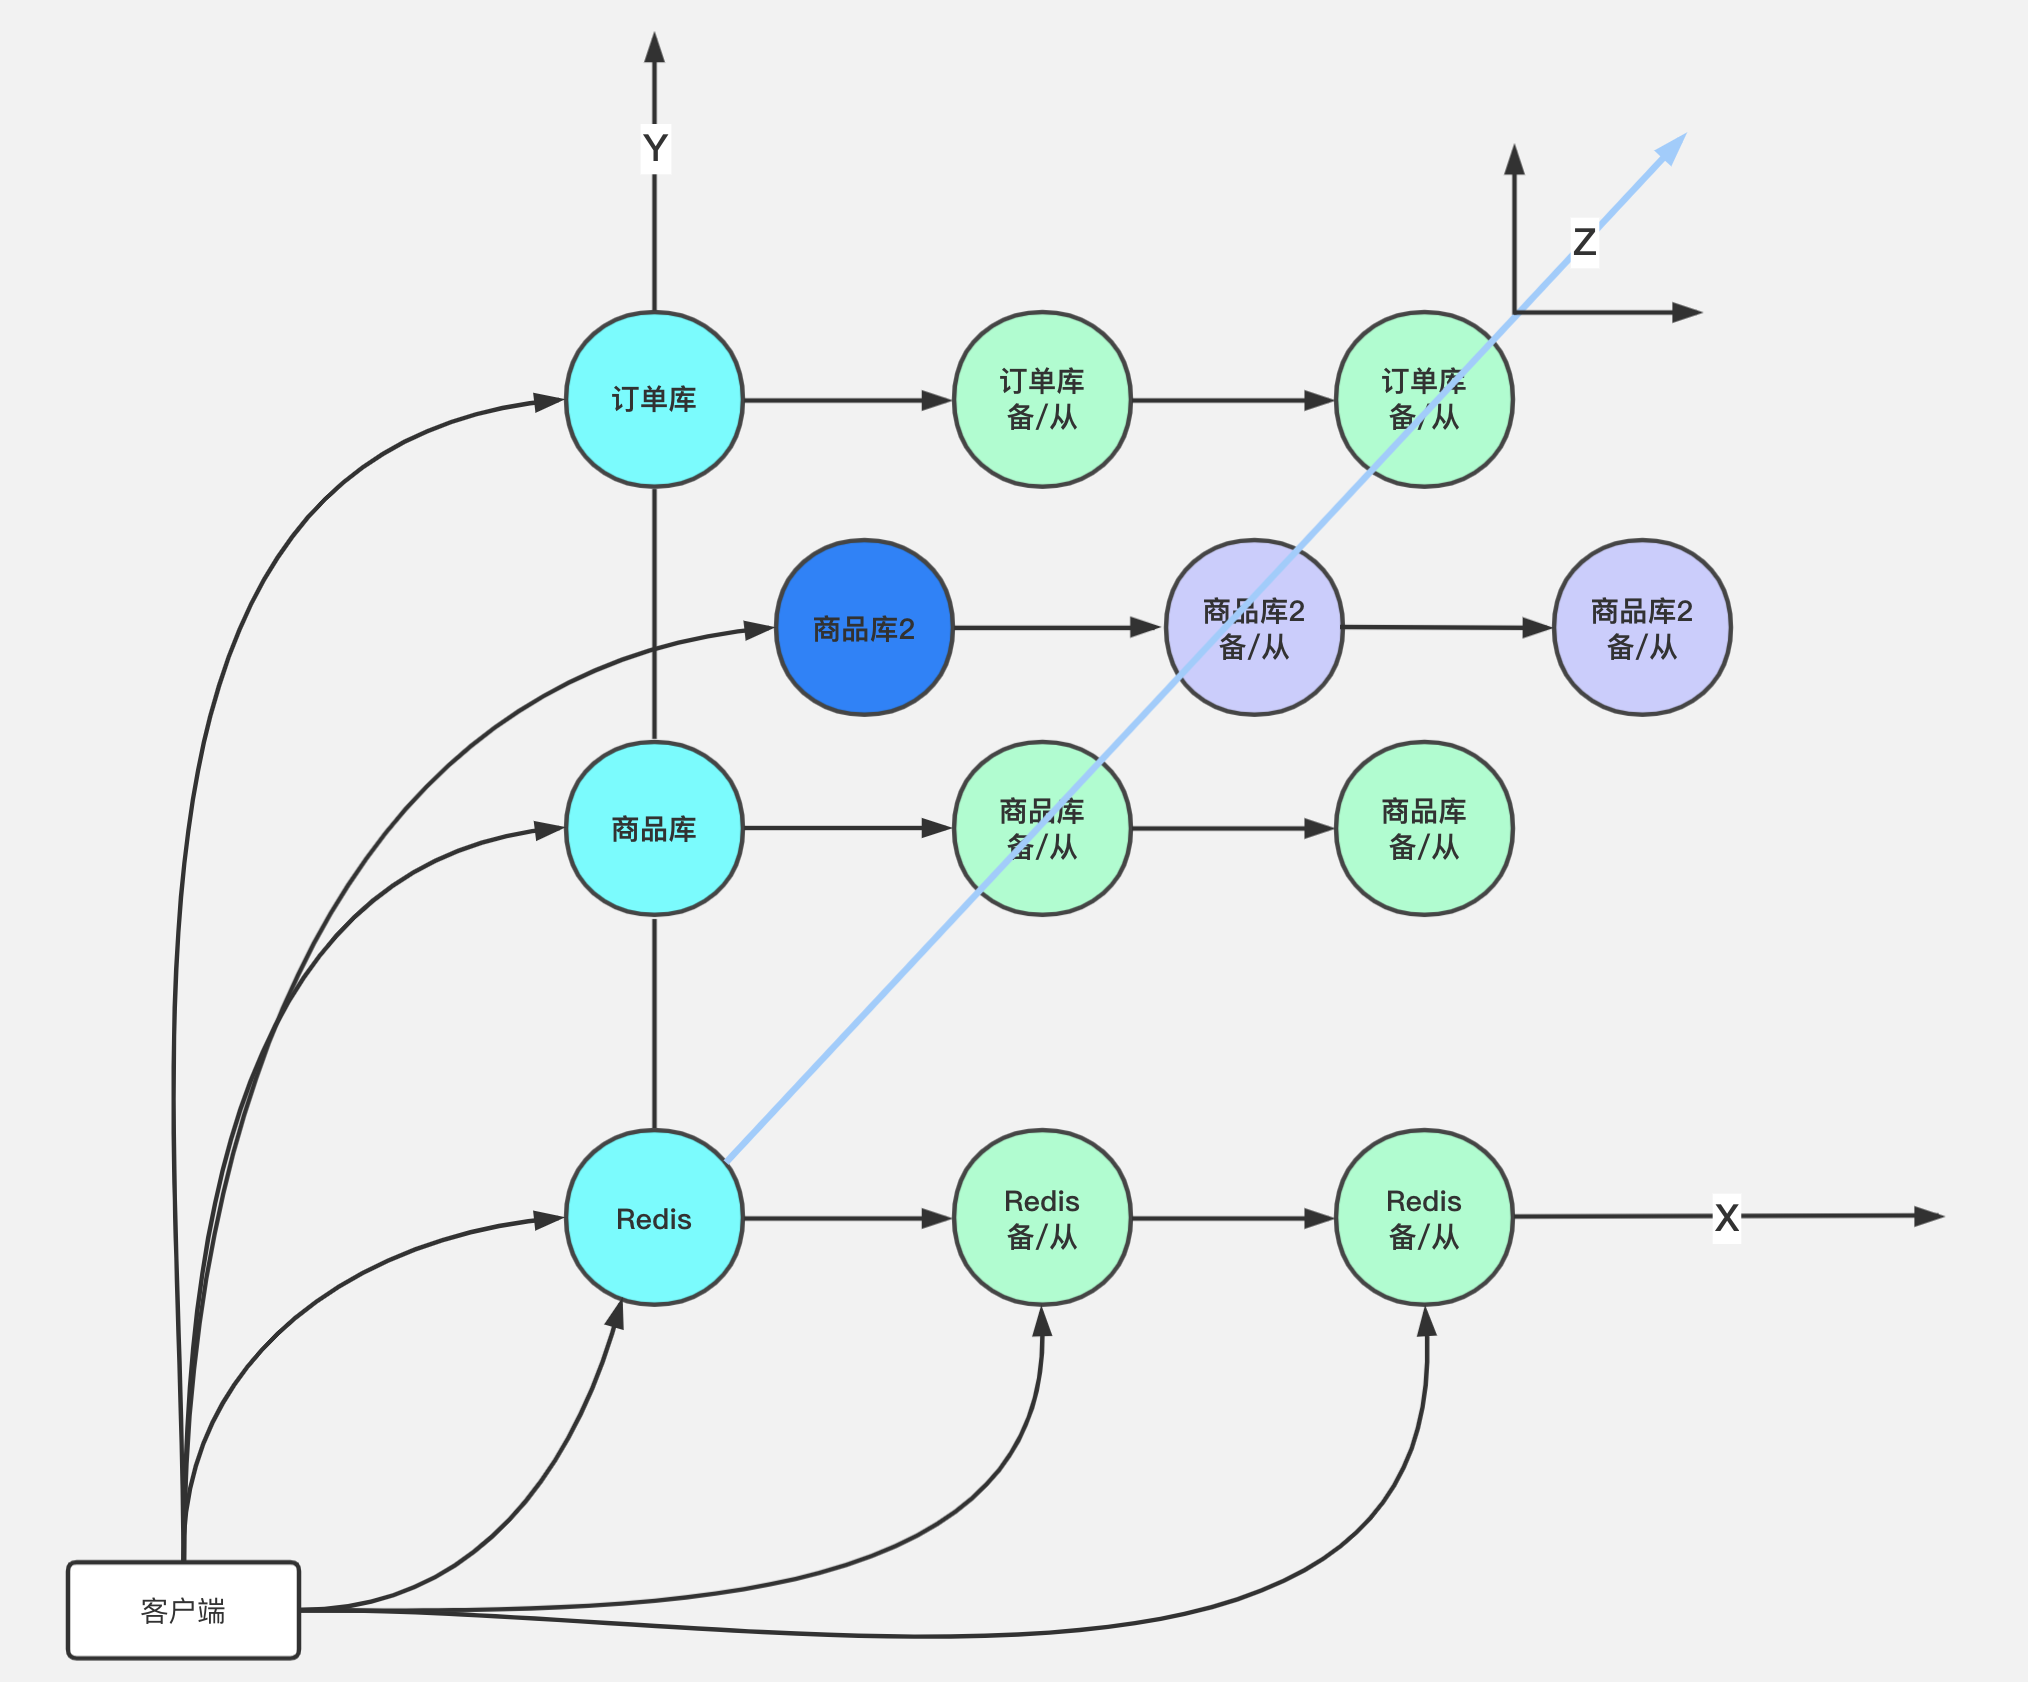 Y
Z
订单库
订单库
备/从
订单库
备/从
商品库2
商品库2
备/从
商品库2
备/从
商品库
商品库
备/从
商品库
备/从
Redis
Redis
备/从
Redis
备/从
X
客户端